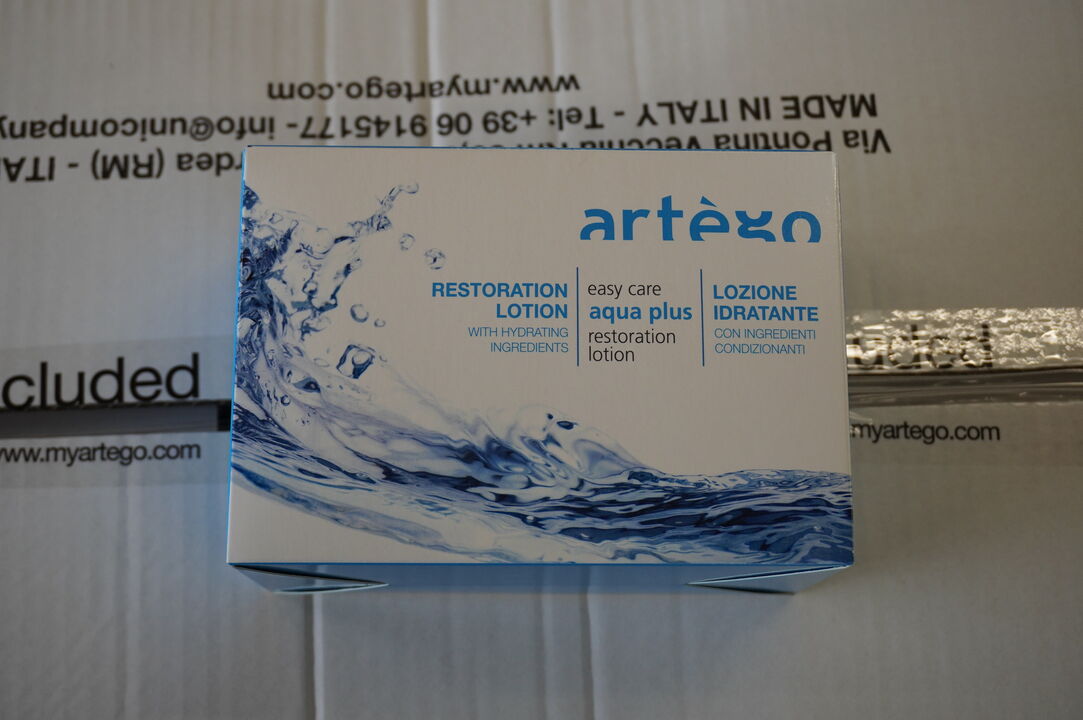 www.myartego.com
MADE IN ITALY - Tel: +39 06 9145177- info@unicompany
Via Pontina Vecchia (RM) - ITAL
artègo
RESTORATION
LOTION
WITH HYDRATING
INGREDIENTS
easy care
aqua plus
restoration
lotion
LOZIONE
IDRATANTE
CON INGREDIENTI
CONDIZIONANTI
cluded
www.myartego.com
myartego.com